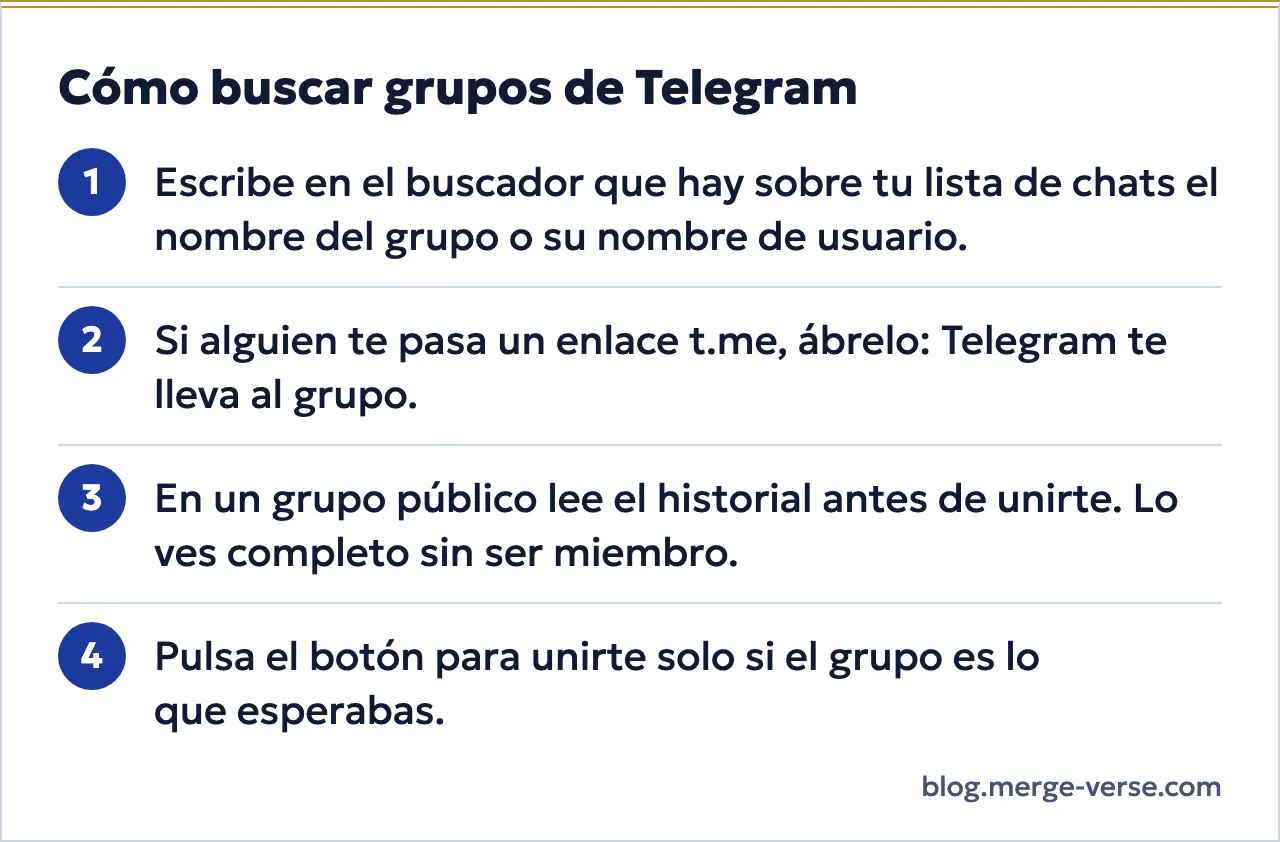 Cómo buscar grupos de Telegram
1
Escribe en el buscador que hay sobre tu lista de chats el
nombre del grupo o su nombre de usuario.
2
Si alguien te pasa un enlace t.me, ábrelo: Telegram te
lleva al grupo.
3
En un grupo público lee el historial antes de unirte. Lo
ves completo sin ser miembro.
4
Pulsa el botón para unirte solo si el grupo es lo
que esperabas.
blog.merge-verse.com